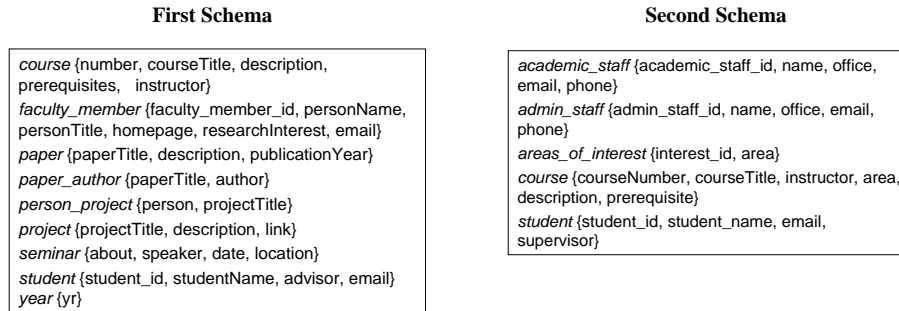 First Schema
course {number, courseTitle, description,
prerequisites, instructor}
faculty_member {faculty_member_id, personName,
personTitle, homepage, researchInterest, email}
paper {paperTitle, description, publicationYear}
paper_author {paperTitle, author}
person_project {person, projectTitle}
project {projectTitle, description, link}
seminar {about, speaker, date, location}
student {student_id, studentName, advisor, email}
year {yr}
Second Schema
academic_staff {academic_staff_id, name, office,
email, phone}
admin_staff {admin_staff_id, name, office, email,
phone}
areas_of_interest {interest_id, area}
course {courseNumber, courseTitle, instructor, area,
description, prerequisite}
student {student_id, student_name, email,
supervisor}